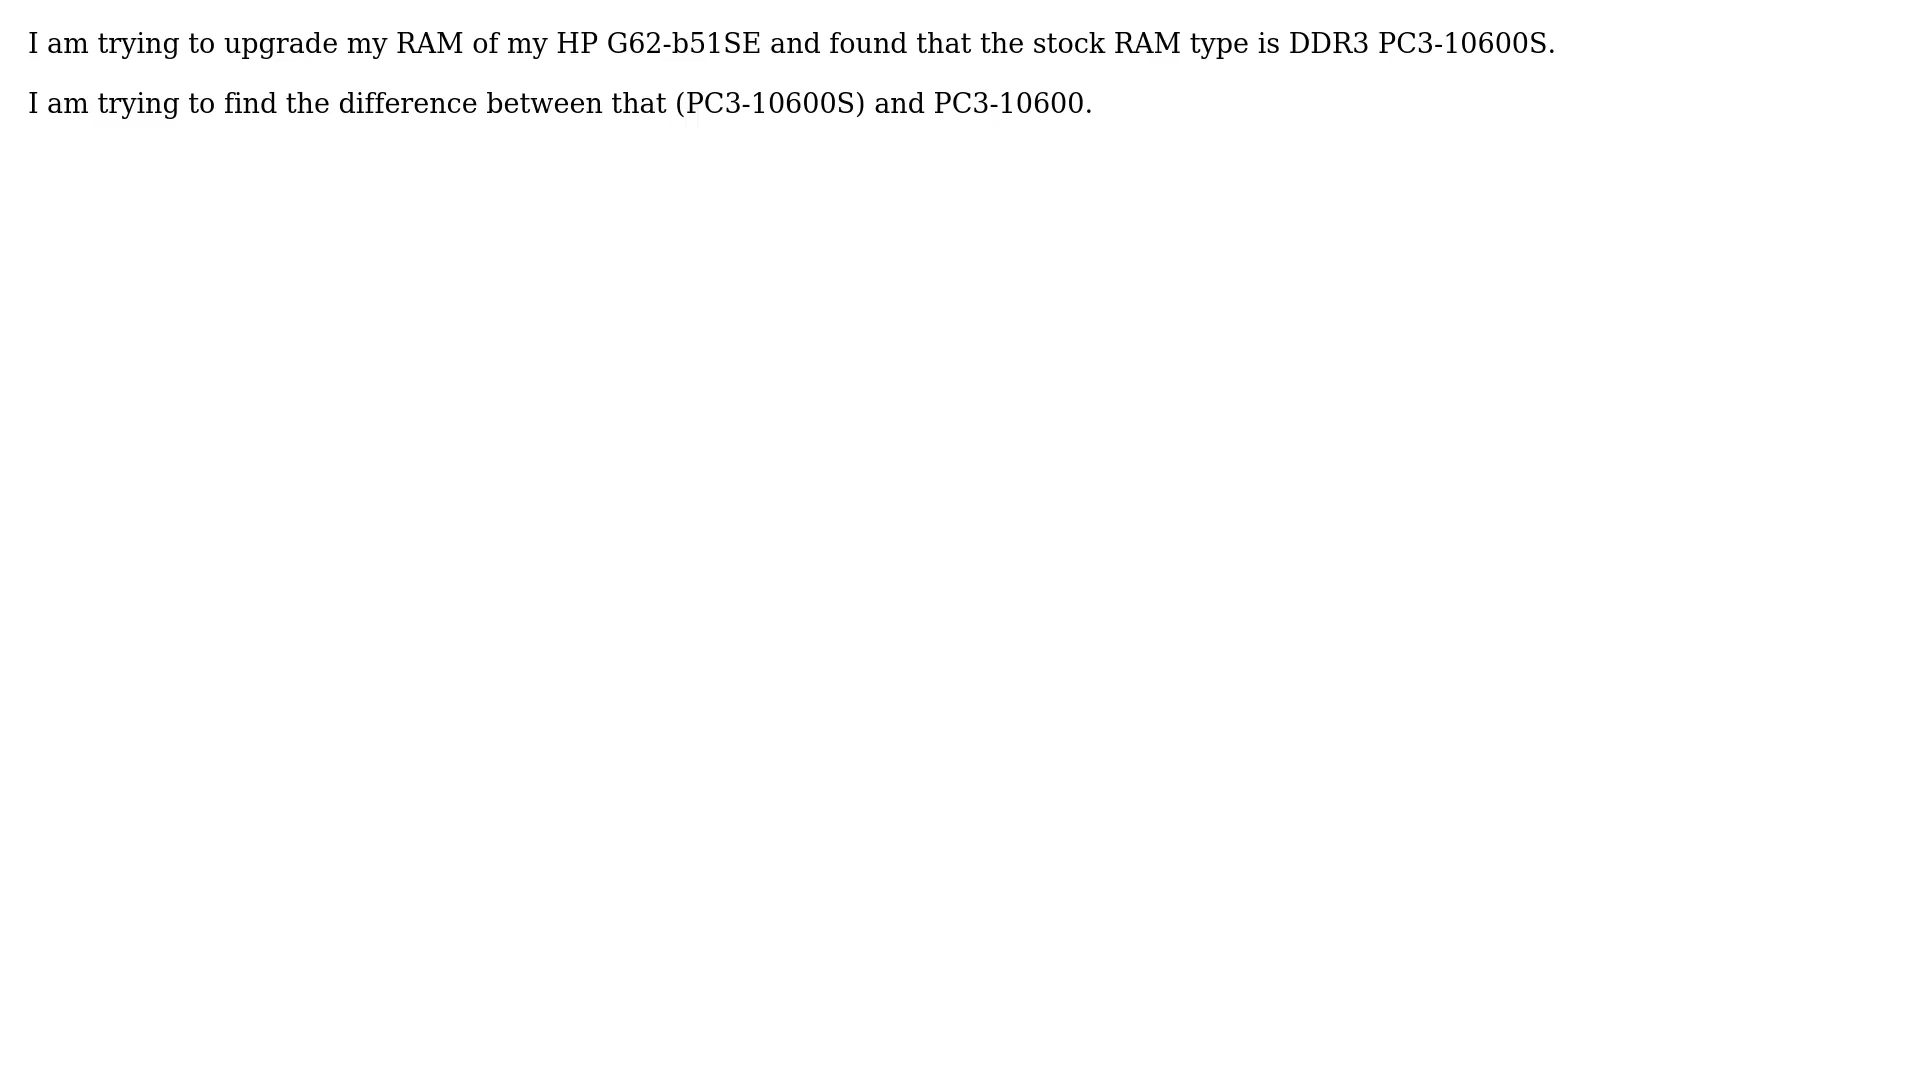 I am trying to upgrade my RAM of my HP G62-b51SE and found that the stock RAM type is DDR3 PC3-10600S.
I am trying to find the difference between that (PC3-10600S) and PC3-10600.